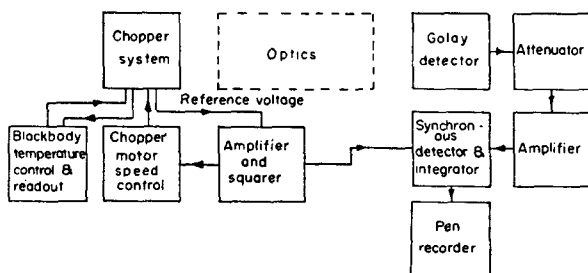 Chopper
system
Optics
Golay
detector
Attenuator
Reference voltage
Blackbody
temperature
control &
readout
Chopper
motor
speed
control
Amplifier
and
squarer
Synchron-
ous
detector &
integrator
Amplifier
Pen
recorder